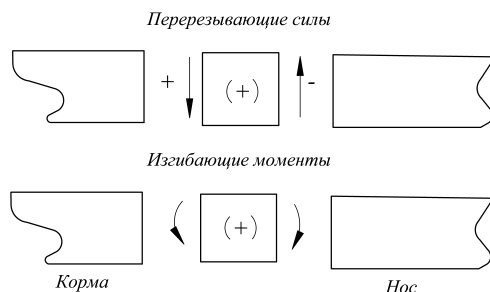 Перерезывающие силы
+ (+) -
Изгибающие моменты
(+)
Корма Нос